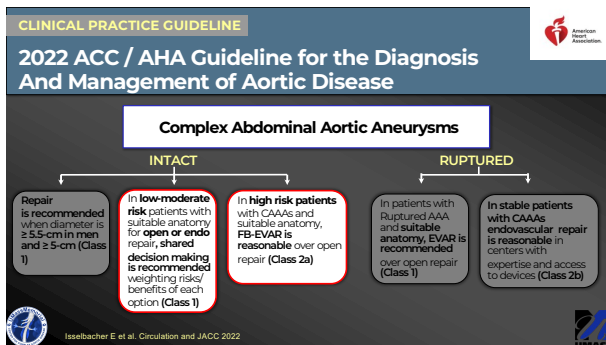 CLINICAL PRACTICE GUIDELINE
American
Heart
Association.
2022 ACC / AHA Guideline for the Diagnosis
And Management of Aortic Disease
Complex Abdominal Aortic Aneurysms
INTACT
RUPTURED
Repair
is recommended
when diameter is
≥ 5.5-cm in men
and ≥ 5-cm (Class
1)
In low-moderate
risk patients with
suitable anatomy
for open or endo
repair, shared
decision making
is recommended
weighting risks/
benefits of each
option (Class 1)
In high risk patients
with CAAAs and
suitable anatomy,
FB-EVAR is
reasonable over open
repair (Class 2a)
In patients with
Ruptured AAA
and suitable
anatomy, EVAR is
recommended
over open repair
(Class 1)
In stable patients
with CAAAs
endovascular repair
is reasonable in
centers with
expertise and access
to devices (Class 2b)
Isselbacher E et al. Circulation and JACC 2022